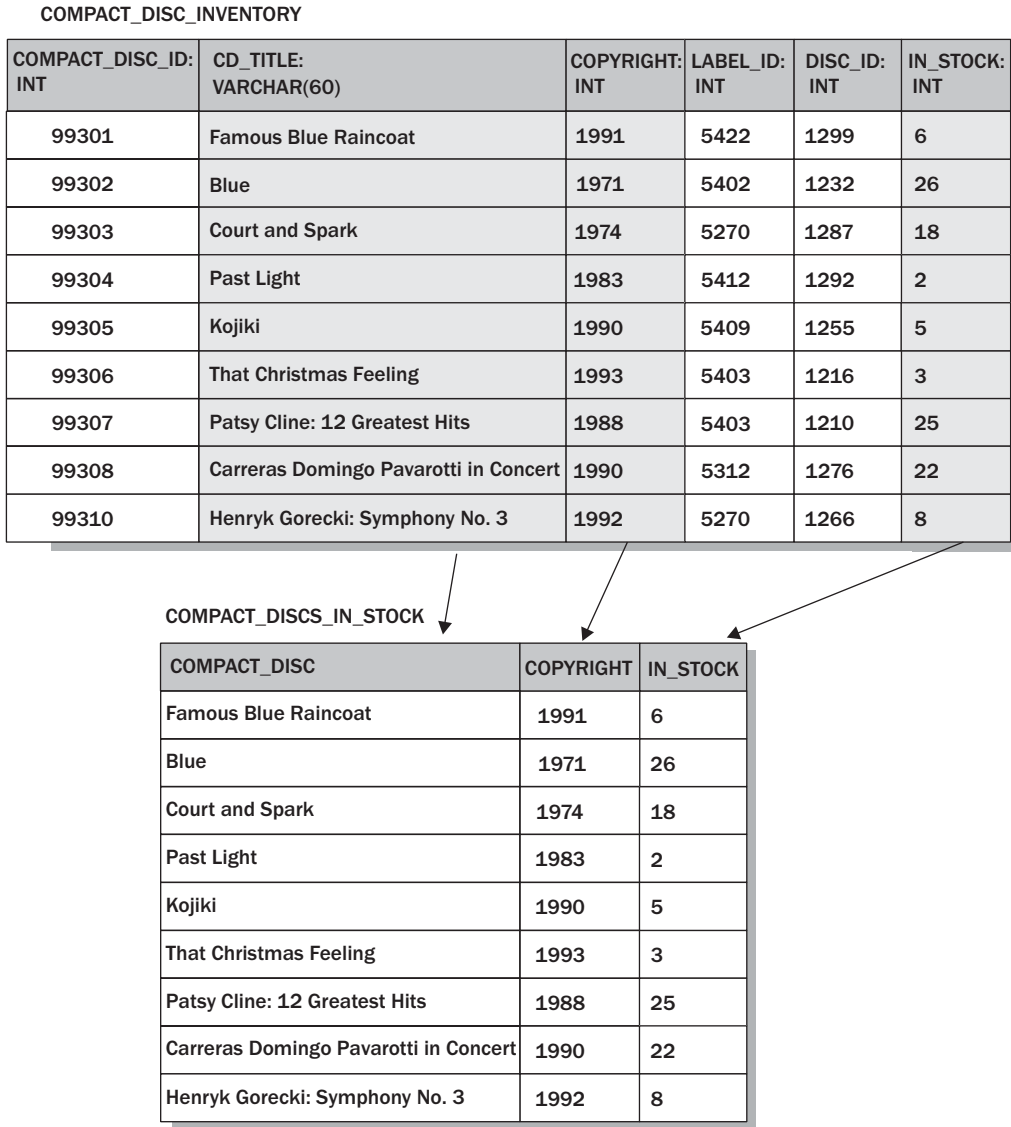 COMPACT_DISC_INVENTORY
COMPACT_DISC_ID: INT CD_TITLE: VARCHAR(60) COPYRIGHT: INT LABEL_ID: INT DISC_ID: INT IN_STOCK: INT
99301 Famous Blue Raincoat 1991 5422 1299 6
99302 Blue 1971 5402 1232 26
99303 Court and Spark 1974 5270 1287 18
99304 Past Light 1983 5412 1292 2
99305 Kojiki 1990 5409 1255 5
99306 That Christmas Feeling 1993 5403 1216 3
99307 Patsy Cline: 12 Greatest Hits 1988 5403 1210 25
99308 Carreras Domingo Pavarotti in Concert 1990 5312 1276 22
99310 Henryk Gorecki: Symphony No. 3 1992 5270 1266 8
COMPACT_DISCS_IN_STOCK
COMPACT_DISC COPYRIGHT IN_STOCK
Famous Blue Raincoat 1991 6
Blue 1971 26
Court and Spark 1974 18
Past Light 1983 2
Kojiki 1990 5
That Christmas Feeling 1993 3
Patsy Cline: 12 Greatest Hits 1988 25
Carreras Domingo Pavarotti in Concert 1990 22
Henryk Gorecki: Symphony No. 3 1992 8